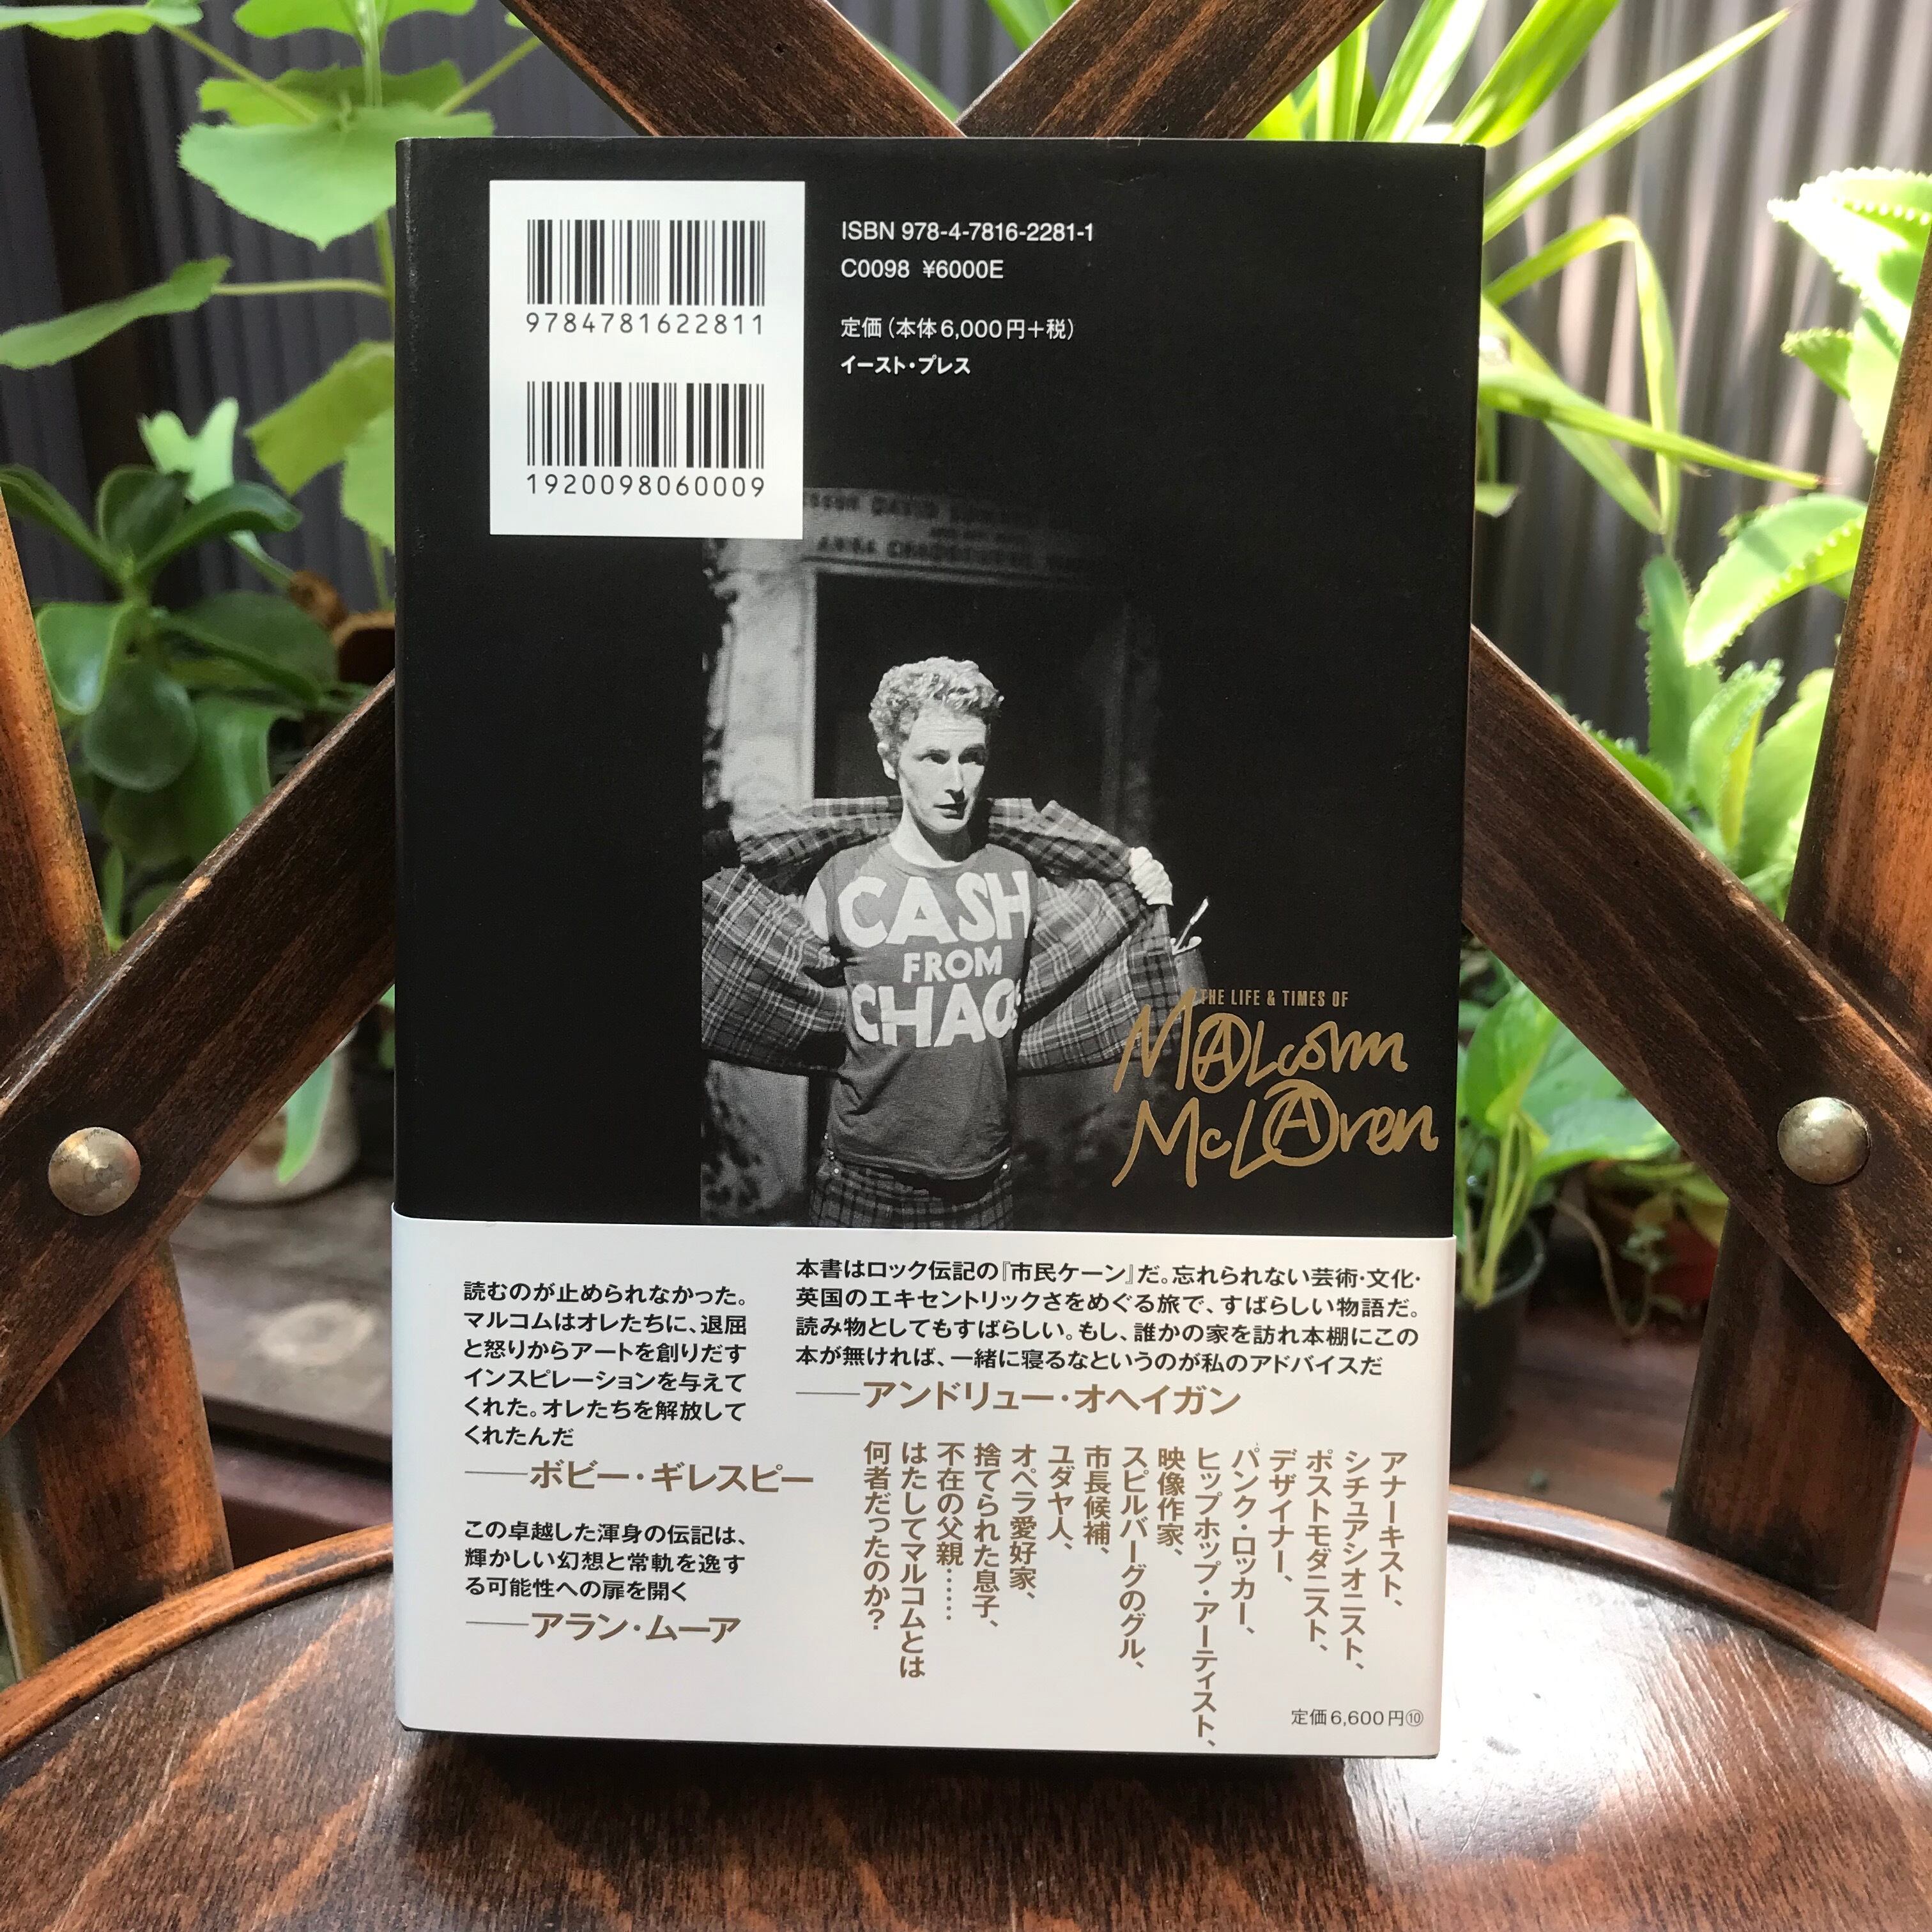 9784781622811
1920098060009
ISBN 978-4-7816-2281-1
C0098 ¥6000E
定価（本体6,000円+税）
イースト・プレス
DAVID
CASH
FROM
CHAOS
THE LIFE & TIMES OF
MALcolm
McLAren
読むのが止められなかった。
マルコムはオレたちに、退屈
と怒りからアートを創りだす
インスピレーションを与えて
くれた。オレたちを解放して
くれたんだ
——ボビー・ギレスピー
この卓越した渾身の伝記は、
輝かしい幻想と常軌を逸す
る可能性への扉を開く
——アラン・ムーア
本書はロック伝記の『市民ケーン』だ。忘れられない芸術・文化・
英国のエキセントリックさをめぐる旅で、すばらしい物語だ。
読み物としてもすばらしい。もし、誰かの家を訪れ本棚にこの
本が無ければ、一緒に寝るなというのが私のアドバイスだ
——アンドリュー・オヘイガン
アナーキスト、
シチュアシオニスト、
ポストモダニスト、
デザイナー、
パンク・ロッカー、
ヒップホップ・アーティスト、
映像作家、
スピルバーグのグル、
市長候補、
ユダヤ人、
オペラ愛好家、
捨てられた息子、
不在の父親……
はたしてマルコムとは
何者だったのか？
定価6,600円⑩